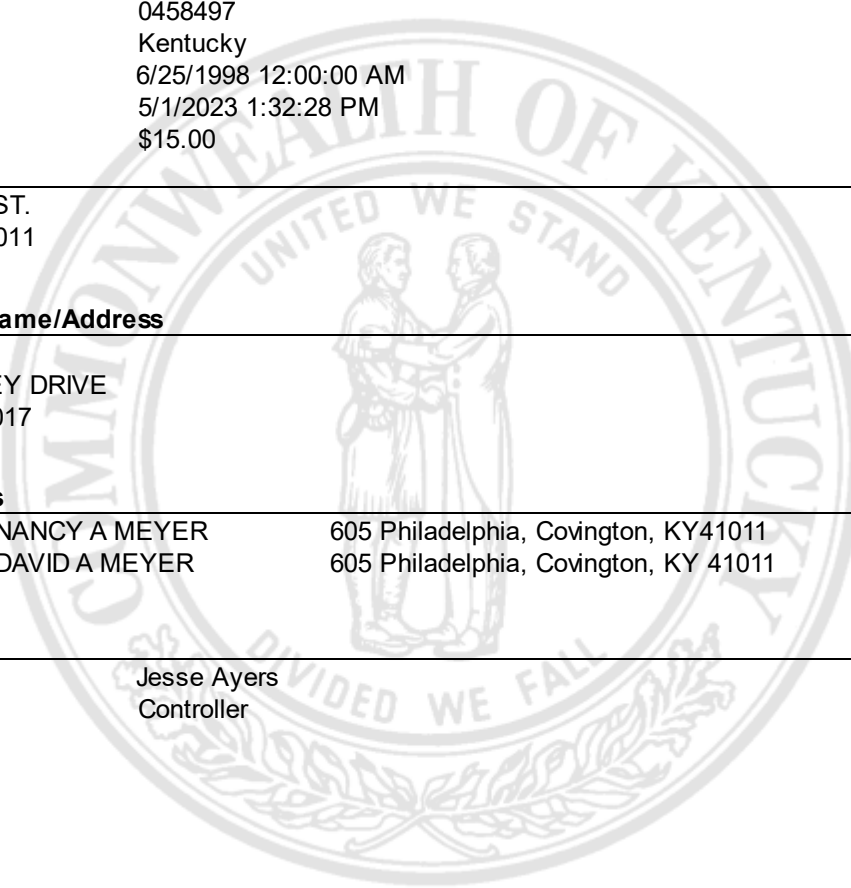 0458497
Kentucky
6/25/1998 12:00:00 AM
5/1/2023 1:32:28 PM
$15.00
ST.
011
ame/Address
EY DRIVE
017
s
NANCY A MEYER 605 Philadelphia, Covington, KY41011
DAVID A MEYER 605 Philadelphia, Covington, KY 41011
Jesse Ayers
Controller
COMMONWEALTH OF KENTUCKY
UNITED WE STAND
DIVIDED WE FALL